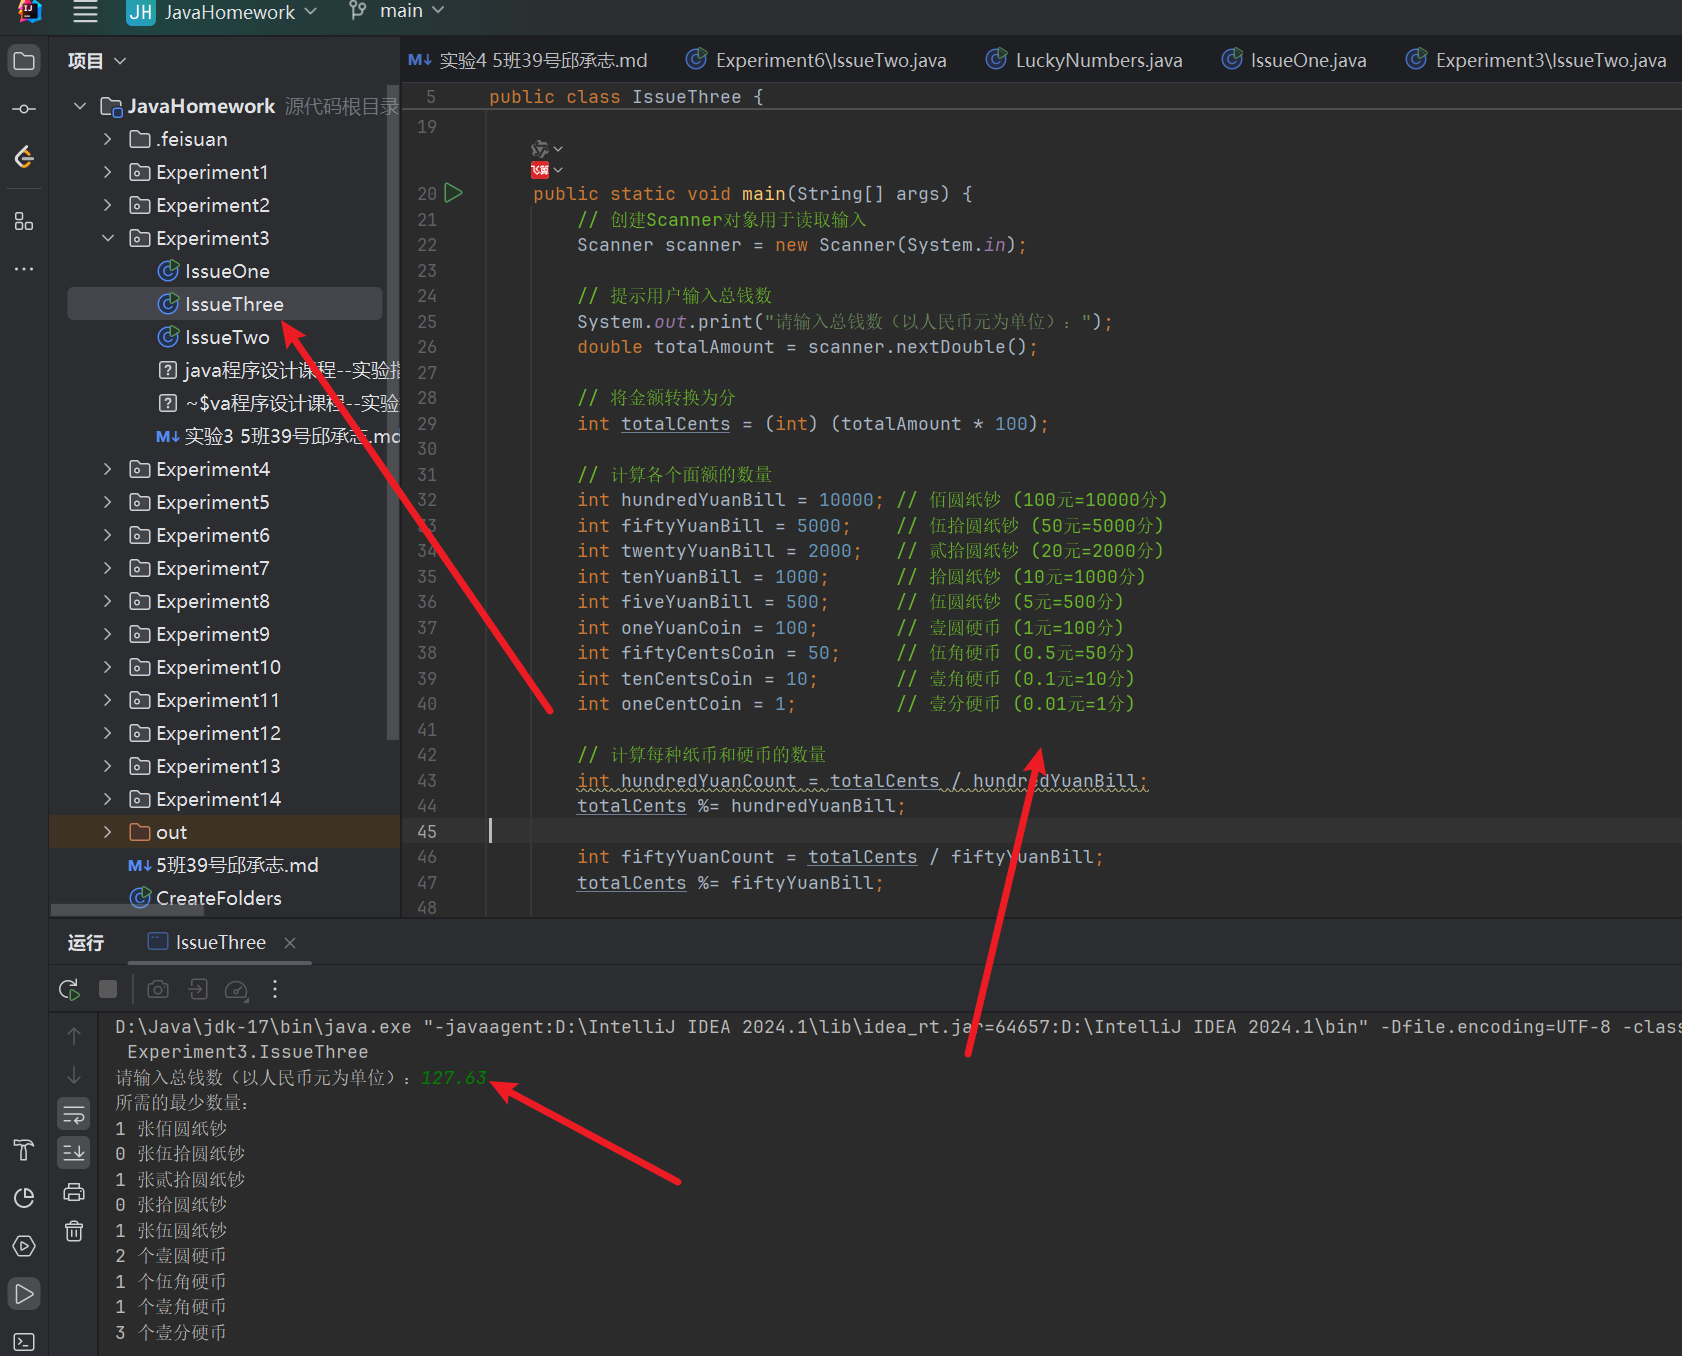 JH JavaHomework main
项目
JavaHomework 源代码根目录
.feisuan
Experiment1
Experiment2
Experiment3
IssueOne
IssueThree
IssueTwo
java程序设计课程--实验指
~$va程序设计课程--实验
M↓ 实验3 5班39号邱承志.md
Experiment4
Experiment5
Experiment6
Experiment7
Experiment8
Experiment9
Experiment10
Experiment11
Experiment12
Experiment13
Experiment14
out
M↓ 5班39号邱承志.md
CreateFolders
M↓ 实验4 5班39号邱承志.md Experiment6\IssueTwo.java LuckyNumbers.java IssueOne.java Experiment3\IssueTwo.java
5 public class IssueThree {
19
飞算
20 public static void main(String[] args) {
21 // 创建Scanner对象用于读取输入
22 Scanner scanner = new Scanner(System.in);
23
24 // 提示用户输入总钱数
25 System.out.print("请输入总钱数（以人民币元为单位）：");
26 double totalAmount = scanner.nextDouble();
27
28 // 将金额转换为分
29 int totalCents = (int) (totalAmount * 100);
30
31 // 计算各个面额的数量
32 int hundredYuanBill = 10000; // 佰圆纸钞 (100元=10000分)
33 int fiftyYuanBill = 5000; // 伍拾圆纸钞 (50元=5000分)
34 int twentyYuanBill = 2000; // 贰拾圆纸钞 (20元=2000分)
35 int tenYuanBill = 1000; // 拾圆纸钞 (10元=1000分)
36 int fiveYuanBill = 500; // 伍圆纸钞 (5元=500分)
37 int oneYuanCoin = 100; // 壹圆硬币 (1元=100分)
38 int fiftyCentsCoin = 50; // 伍角硬币 (0.5元=50分)
39 int tenCentsCoin = 10; // 壹角硬币 (0.1元=10分)
40 int oneCentCoin = 1; // 壹分硬币 (0.01元=1分)
41
42 // 计算每种纸币和硬币的数量
43 int hundredYuanCount = totalCents / hundredYuanBill;
44 totalCents %= hundredYuanBill;
45
46 int fiftyYuanCount = totalCents / fiftyYuanBill;
47 totalCents %= fiftyYuanBill;
48
运行 IssueThree
D:\Java\jdk-17\bin\java.exe "-javaagent:D:\IntelliJ IDEA 2024.1\lib\idea_rt.jar=64657:D:\IntelliJ IDEA 2024.1\bin" -Dfile.encoding=UTF-8 -class
Experiment3.IssueThree
请输入总钱数（以人民币元为单位）：127.63
所需的最少数量：
1 张佰圆纸钞
0 张伍拾圆纸钞
1 张贰拾圆纸钞
0 张拾圆纸钞
1 张伍圆纸钞
2 个壹圆硬币
1 个伍角硬币
1 个壹角硬币
3 个壹分硬币